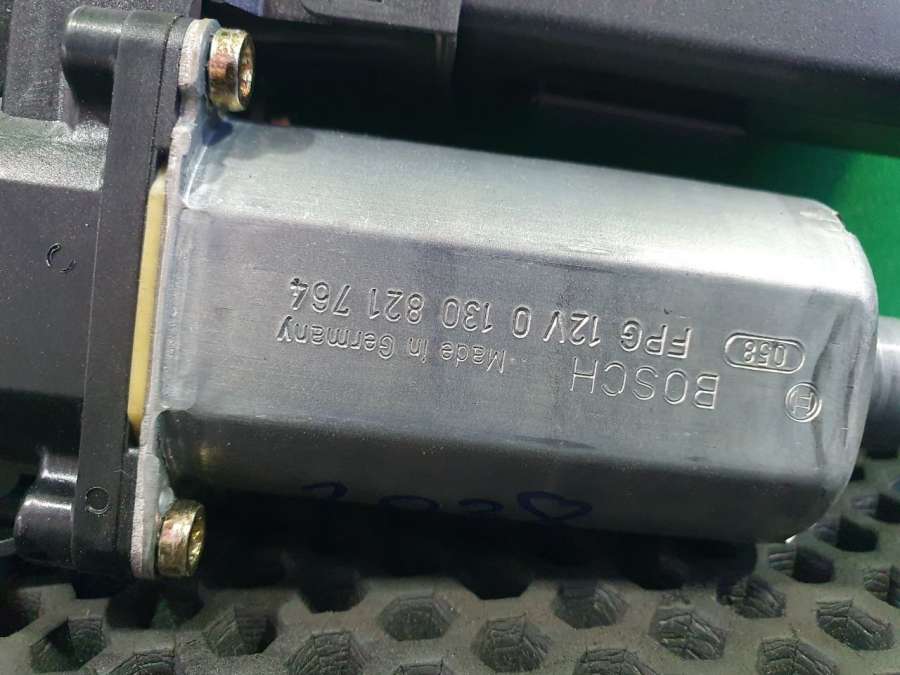 BOSCH Made in Germany
FPG 12V 0 130 821 764
058